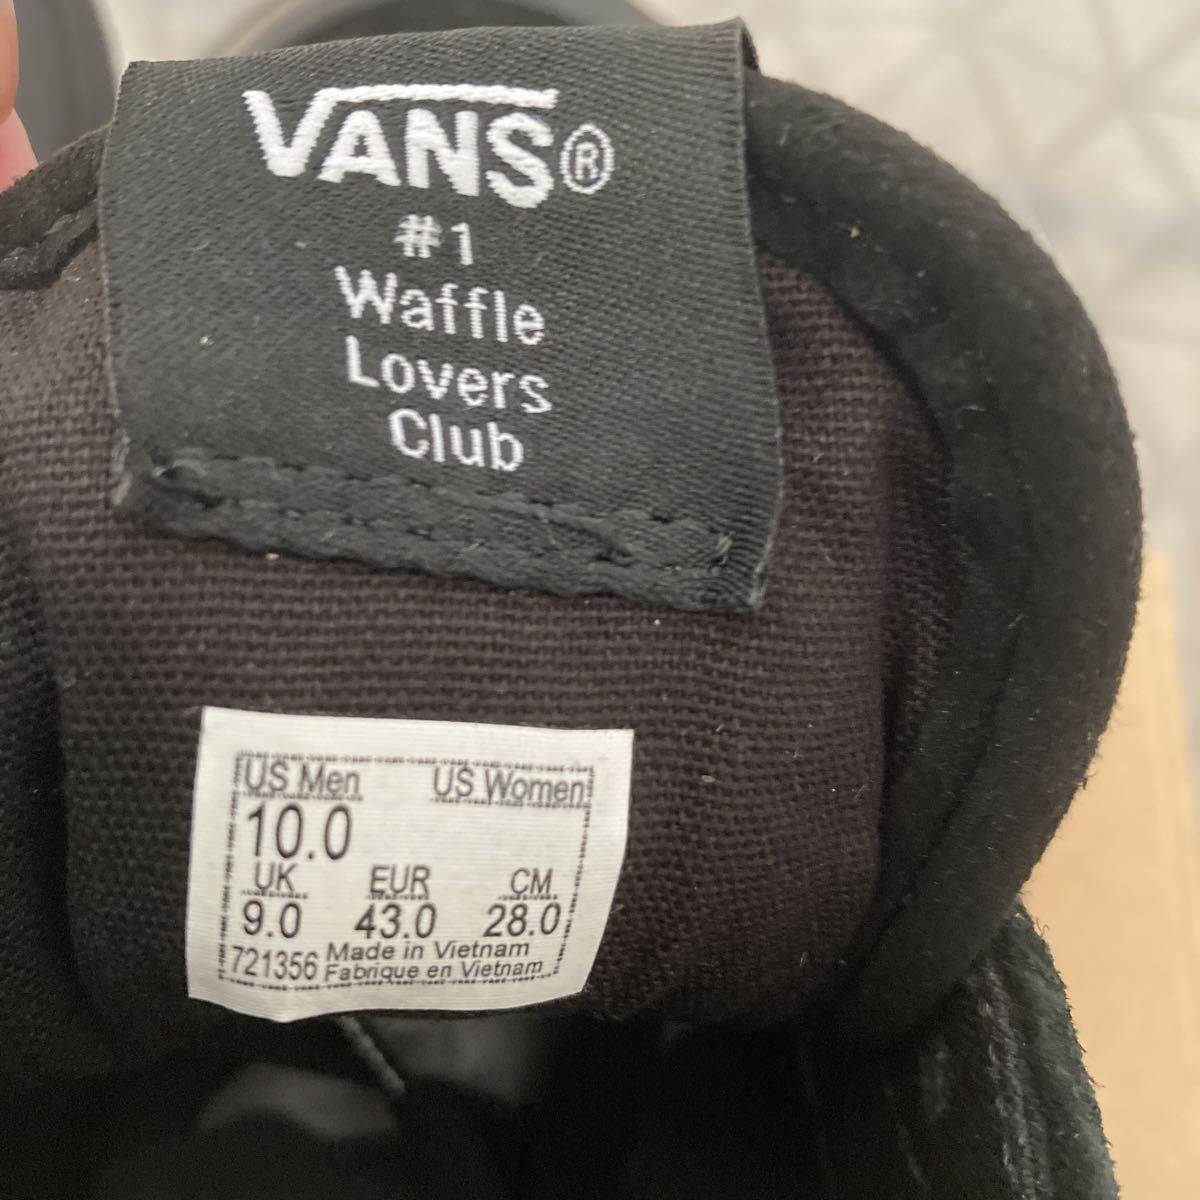 VANS®
#1
Waffle
Lovers
Club
US Men US Women
10.0
UK EUR CM
9.0 43.0 28.0
721356 Made in Vietnam
Fabrique en Vietnam